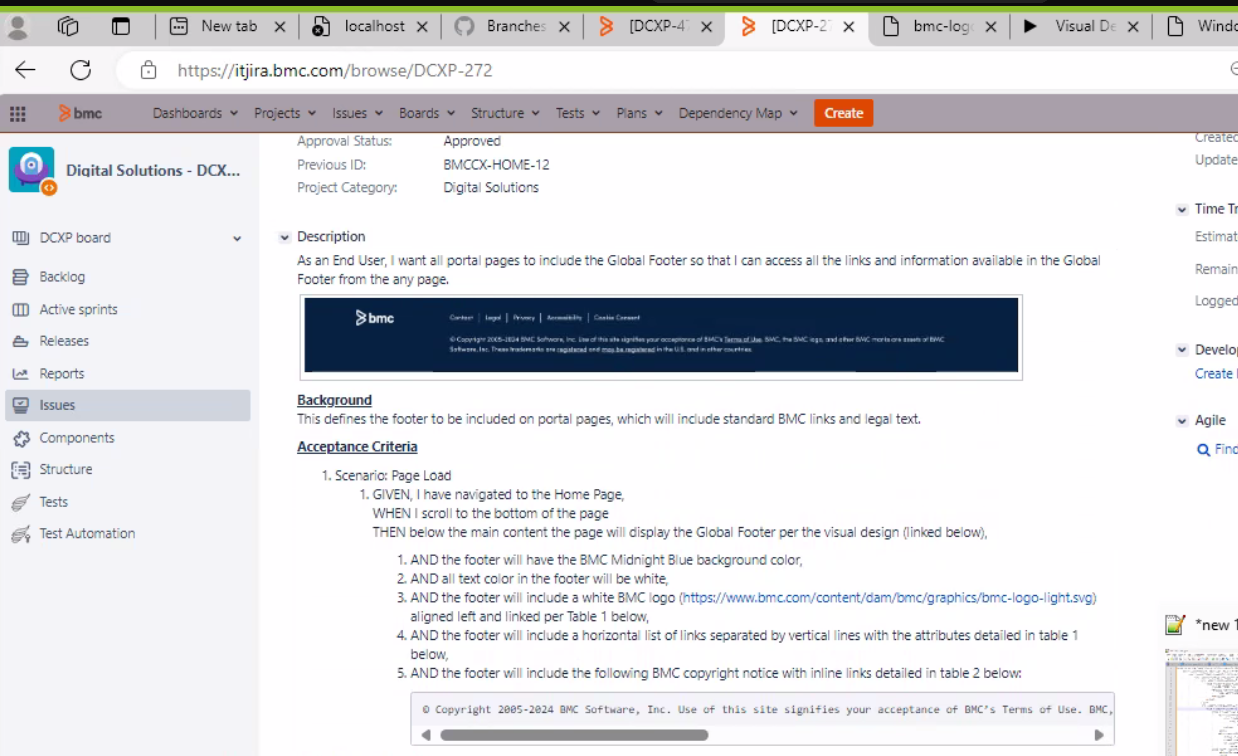 New tab
localhost
Branches
[DCXP-4
[DCXP-2
bmc-log
Visual De
Windo
https://itjira.bmc.com/browse/DCXP-272
bmc
Dashboards Projects Issues Boards Structure Tests Plans Dependency Map Create
Digital Solutions - DCX...
DCXP board
Backlog
Active sprints
Releases
Reports
Issues
Components
Structure
Tests
Test Automation
Approval Status: Approved
Previous ID: BMCCX-HOME-12
Project Category: Digital Solutions
Description
As an End User, I want all portal pages to include the Global Footer so that I can access all the links and information available in the Global
Footer from the any page.
bmc
Contact | Legal | Privacy | Accessibility | Cookie Consent
© Copyright 2005-2024 BMC Software, Inc. Use of this site signifies your acceptance of BMC's Terms of Use. BMC, the BMC logo, and other BMC marks are assets of BMC
Software, Inc. These trademarks are registered and may be registered in the U.S. and in other countries.
Background
This defines the footer to be included on portal pages, which will include standard BMC links and legal text.
Acceptance Criteria
1. Scenario: Page Load
1. GIVEN, I have navigated to the Home Page,
WHEN I scroll to the bottom of the page
THEN below the main content the page will display the Global Footer per the visual design (linked below),
1. AND the footer will have the BMC Midnight Blue background color,
2. AND all text color in the footer will be white,
3. AND the footer will include a white BMC logo (https://www.bmc.com/content/dam/bmc/graphics/bmc-logo-light.svg)
aligned left and linked per Table 1 below,
4. AND the footer will include a horizontal list of links separated by vertical lines with the attributes detailed in table 1
below,
5. AND the footer will include the following BMC copyright notice with inline links detailed in table 2 below:
© Copyright 2005-2024 BMC Software, Inc. Use of this site signifies your acceptance of BMC's Terms of Use. BMC,
Created
Update
Time Tr
Estimat
Remain
Logged
Develop
Create
Agile
Find
*new 1